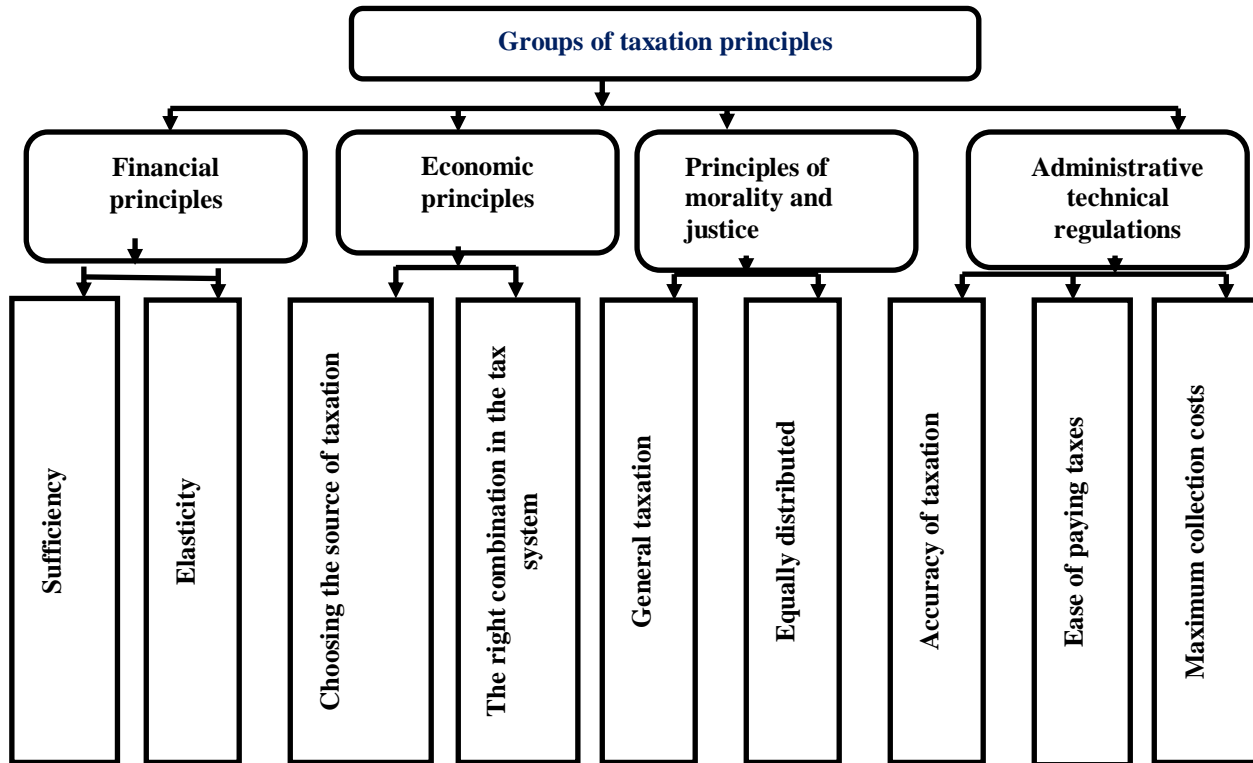 Groups of taxation principles
Financial
principles
Economic
principles
Principles of
morality and
justice
Administrative
technical
regulations
Sufficiency
Elasticity
Choosing the source of taxation
The right combination in the tax
system
General taxation
Equally distributed
Accuracy of taxation
Ease of paying taxes
Maximum collection costs